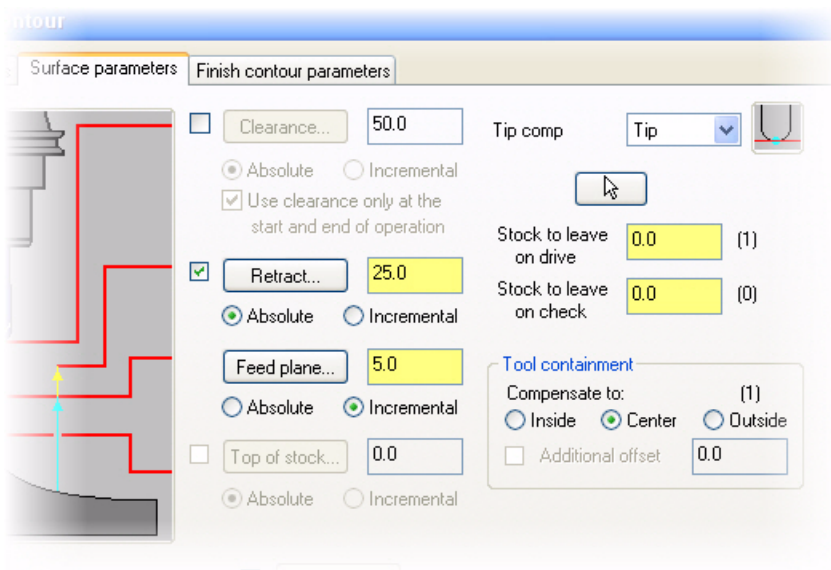 ontour
Surface parameters
Finish contour parameters
Clearance...
50.0
Absolute
Incremental
Use clearance only at the
start and end of operation
Retract...
25.0
Absolute
Incremental
Feed plane...
5.0
Absolute
Incremental
Top of stock...
0.0
Absolute
Incremental
Tip comp
Tip
Stock to leave
on drive
0.0
(1)
Stock to leave
on check
0.0
(0)
Tool containment
Compensate to:
(1)
Inside
Center
Outside
Additional offset
0.0